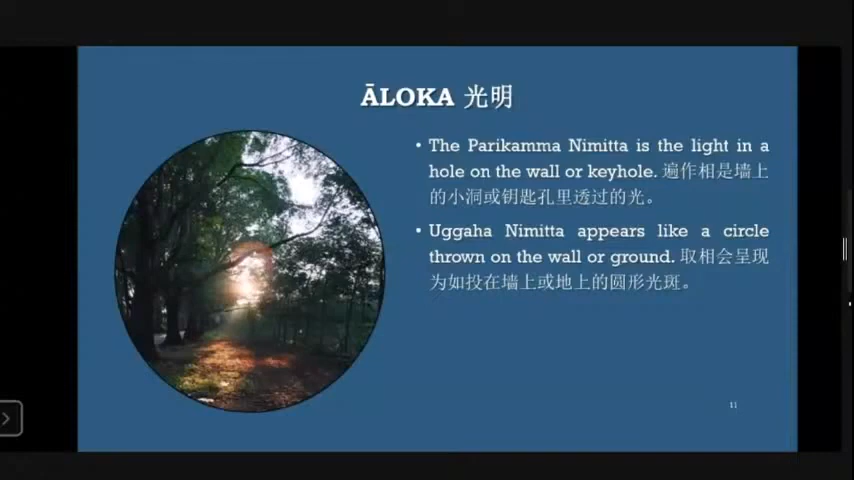 ĀLOKA 光明
• The Parikamma Nimitta is the light in a
hole on the wall or keyhole. 遍作相是墙上
的小洞或钥匙孔里透过的光。
• Uggaha Nimitta appears like a circle
thrown on the wall or ground. 取相会呈现
为如投在墙上或地上的圆形光斑。
11